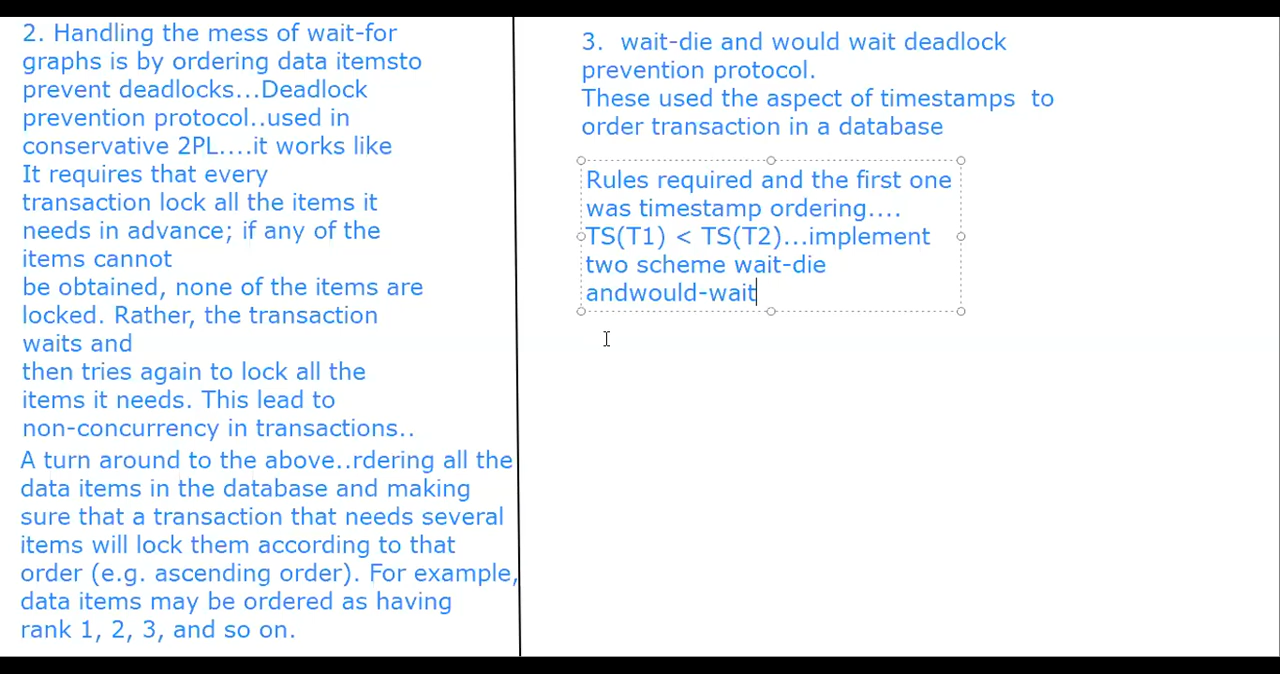 2. Handling the mess of wait-for
graphs is by ordering data itemsto
prevent deadlocks...Deadlock
prevention protocol..used in
conservative 2PL....it works like
It requires that every
transaction lock all the items it
needs in advance; if any of the
items cannot
be obtained, none of the items are
locked. Rather, the transaction
waits and
then tries again to lock all the
items it needs. This lead to
non-concurrency in transactions..
A turn around to the above..rdering all the
data items in the database and making
sure that a transaction that needs several
items will lock them according to that
order (e.g. ascending order). For example,
data items may be ordered as having
rank 1, 2, 3, and so on.
3. wait-die and would wait deadlock
prevention protocol.
These used the aspect of timestamps to
order transaction in a database
Rules required and the first one
was timestamp ordering....
TS(T1) < TS(T2)...implement
two scheme wait-die
andwould-wait